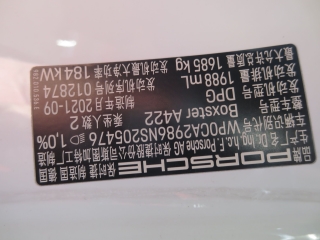 品牌 PORSCHE 保时捷 制造国 德国
生产厂名 Dr. Ing. h.c. F. Porsche AG 保时捷股份公司
车辆识别代号 WP0CA2986NS205476 1,0%
整车型号 Boxster A422 乘坐人数 2
发动机型号 DPG 制造年月 2021-09
发动机排量 1988 mL 发动机序列号 012874
最大允许总质量 1685 kg 发动机最大净功率 184 kW